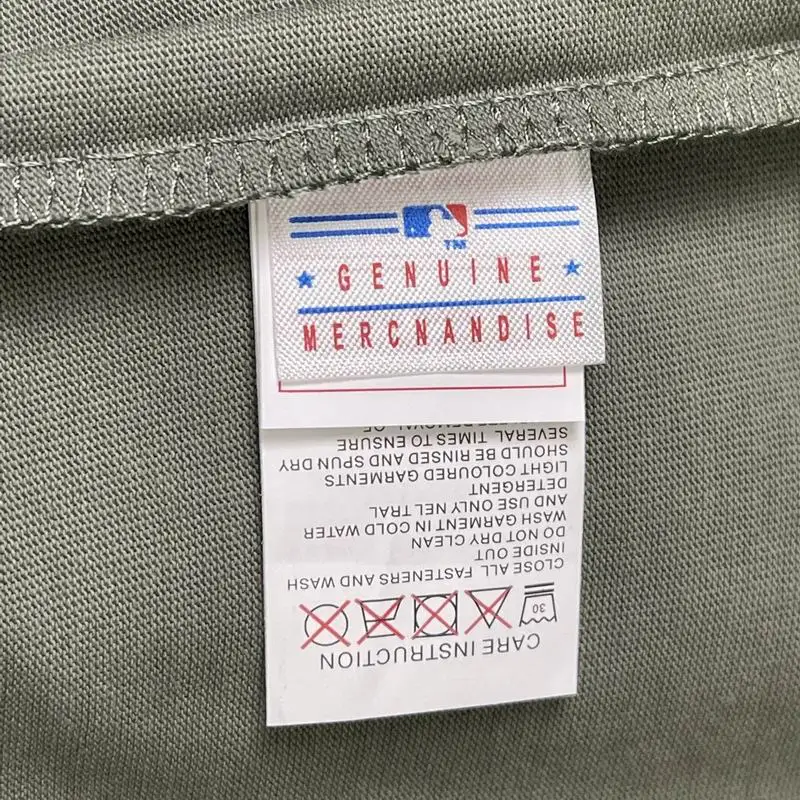 TM
GENUINE
MERCNANDISE
CARE INSTRUCTION
30
CLOSE ALL FASTENERS AND WASH
INSIDE OUT
DO NOT DRY CLEAN
WASH GARMENT IN COLD WATER
AND USE ONLY NEL TRAL
DETERGENT
LIGHT COLOURED GARMENTS
SHOULD BE RINSED AND SPUN DRY
SEVERAL TIMES TO ENSURE
REMOVAL OF